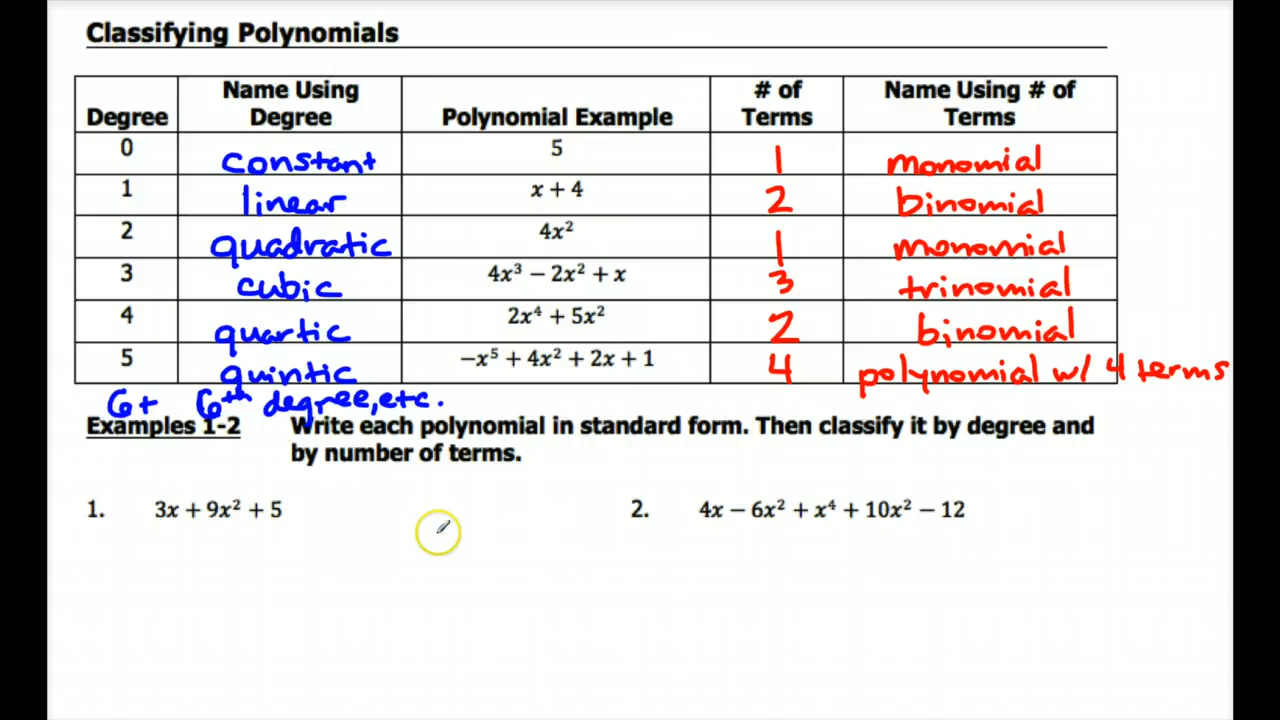 Classifying Polynomials
Degree Name Using Degree Polynomial Example # of Terms Name Using # of Terms
0 constant 5 1 monomial
1 linear x + 4 2 binomial
2 quadratic 4x² 1 monomial
3 cubic 4x³ − 2x² + x 3 trinomial
4 quartic 2x⁴ + 5x² 2 binomial
5 quintic −x⁵ + 4x² + 2x + 1 4 polynomial w/ 4 terms
6+ 6th degree, etc.
Examples 1-2 Write each polynomial in standard form. Then classify it by degree and
by number of terms.
1. 3x + 9x² + 5 2. 4x − 6x² + x⁴ + 10x² − 12